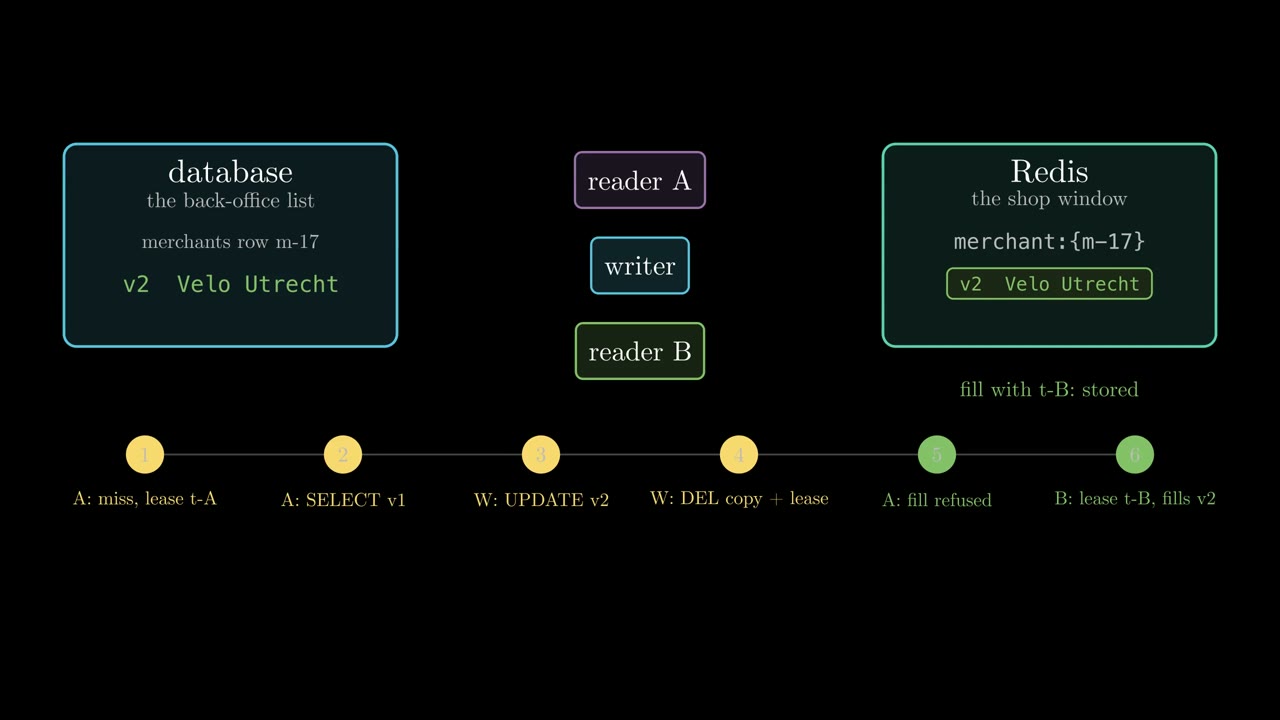 database
the back-office list
merchants row m-17
v2  Velo Utrecht
reader A
writer
reader B
Redis
the shop window
merchant:{m-17}
v2  Velo Utrecht
fill with t-B: stored
1
2
3
4
5
6
A: miss, lease t-A
A: SELECT v1
W: UPDATE v2
W: DEL copy + lease
A: fill refused
B: lease t-B, fills v2